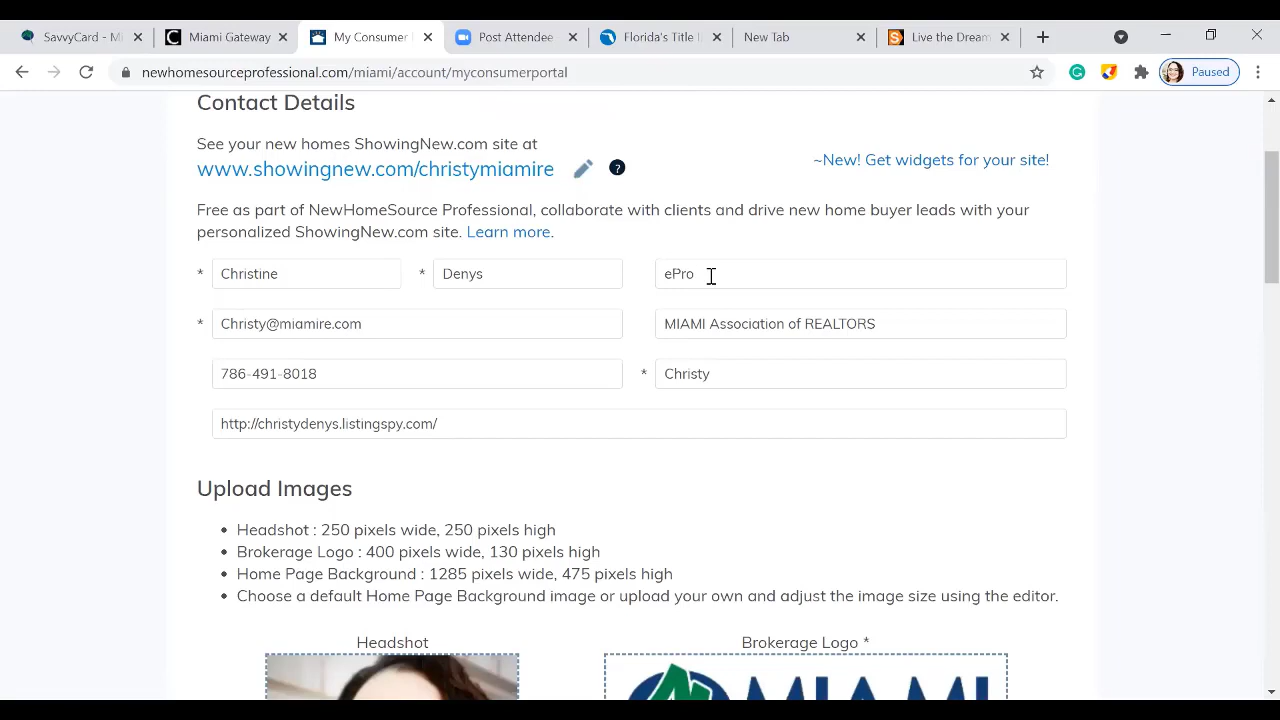 SavvyCard - M
Miami Gateway
My Consumer
Post Attendee
Florida's Title I
New Tab
Live the Dream
newhomesourceprofessional.com/miami/account/myconsumerportal
Paused
Contact Details
See your new homes ShowingNew.com site at
www.showingnew.com/christymiamire
?
~New! Get widgets for your site!
Free as part of NewHomeSource Professional, collaborate with clients and drive new home buyer leads with your
personalized ShowingNew.com site. Learn more.
* Christine * Denys ePro
* Christy@miamire.com MIAMI Association of REALTORS
786-491-8018 * Christy
http://christydenys.listingspy.com/
Upload Images
• Headshot : 250 pixels wide, 250 pixels high
• Brokerage Logo : 400 pixels wide, 130 pixels high
• Home Page Background : 1285 pixels wide, 475 pixels high
• Choose a default Home Page Background image or upload your own and adjust the image size using the editor.
Headshot Brokerage Logo *
MIAMI